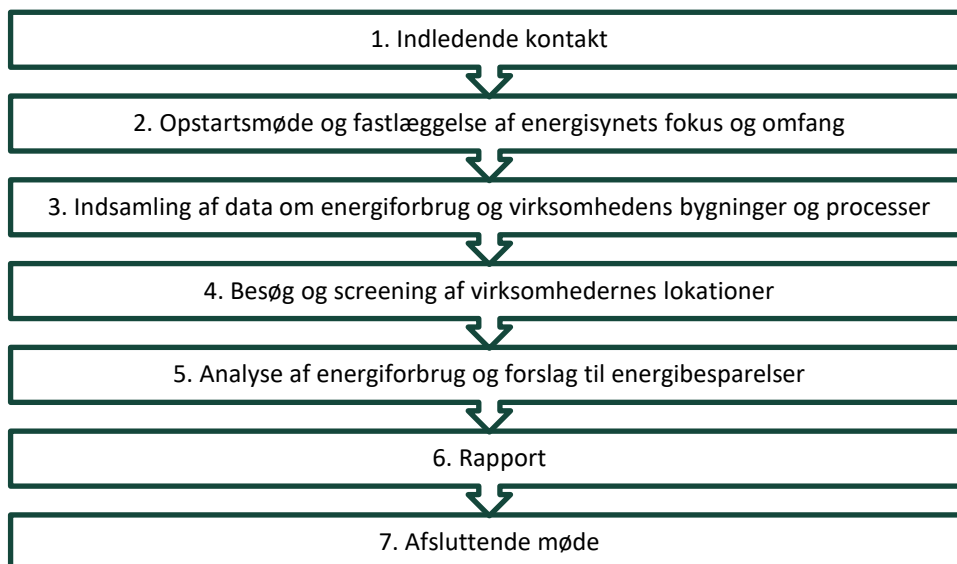 1. Indledende kontakt
2. Opstartsmøde og fastlæggelse af energisynets fokus og omfang
3. Indsamling af data om energiforbrug og virksomhedens bygninger og processer
4. Besøg og screening af virksomhedernes lokationer
5. Analyse af energiforbrug og forslag til energibesparelser
6. Rapport
7. Afsluttende møde